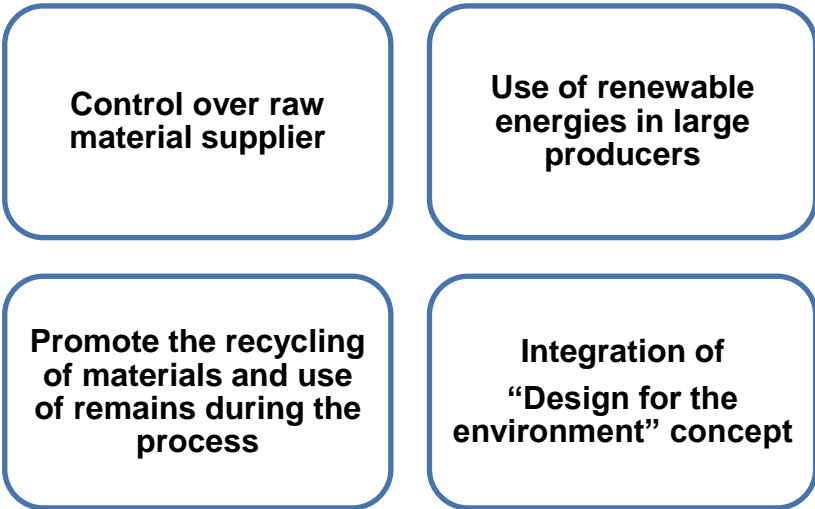 Control over raw
material supplier
Use of renewable
energies in large
producers
Promote the recycling
of materials and use
of remains during the
process
Integration of
“Design for the
environment” concept